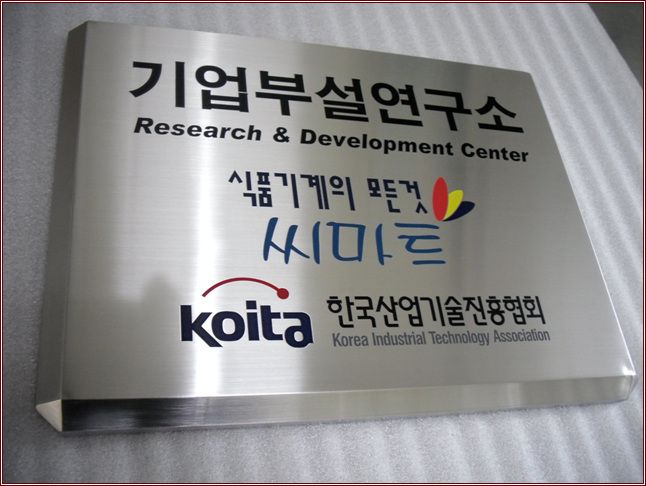 기업부설연구소
Research & Development Center
식품기계의 모든것
씨마트
koita 한국산업기술진흥협회
Korea Industrial Technology Association